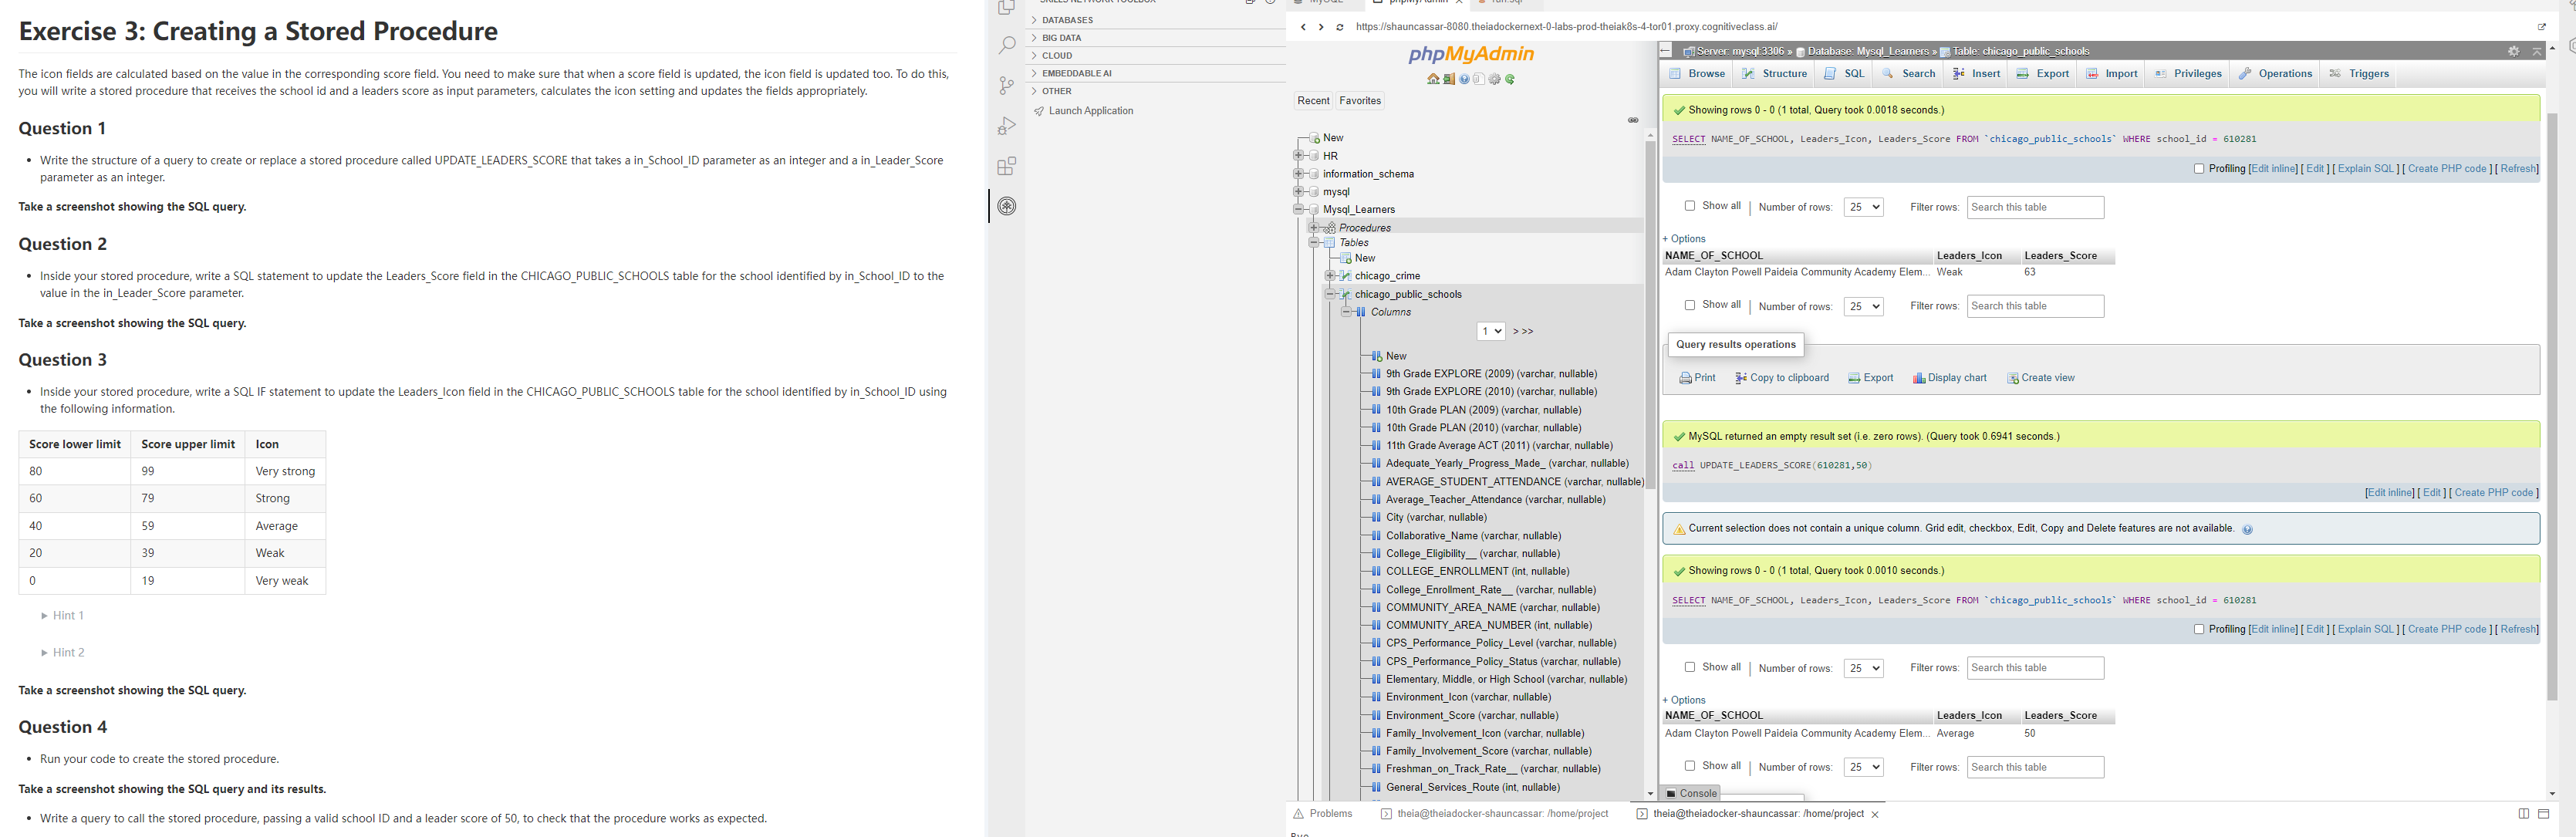 Exercise 3: Creating a Stored Procedure
The icon fields are calculated based on the value in the corresponding score field. You need to make sure that when a score field is updated, the icon field is updated too. To do this,
you will write a stored procedure that receives the school id and a leaders score as input parameters, calculates the icon setting and updates the fields appropriately.
Question 1
• Write the structure of a query to create or replace a stored procedure called UPDATE_LEADERS_SCORE that takes a in_School_ID parameter as an integer and a in_Leader_Score
parameter as an integer.
Take a screenshot showing the SQL query.
Question 2
• Inside your stored procedure, write a SQL statement to update the Leaders_Score field in the CHICAGO_PUBLIC_SCHOOLS table for the school identified by in_School_ID to the
value in the in_Leader_Score parameter.
Take a screenshot showing the SQL query.
Question 3
• Inside your stored procedure, write a SQL IF statement to update the Leaders_Icon field in the CHICAGO_PUBLIC_SCHOOLS table for the school identified by in_School_ID using
the following information.
Score lower limit Score upper limit Icon
80 99 Very strong
60 79 Strong
40 59 Average
20 39 Weak
0 19 Very weak
Hint 1
Hint 2
Take a screenshot showing the SQL query.
Question 4
• Run your code to create the stored procedure.
Take a screenshot showing the SQL query and its results.
• Write a query to call the stored procedure, passing a valid school ID and a leader score of 50, to check that the procedure works as expected.
DATABASES
BIG DATA
CLOUD
EMBEDDABLE AI
OTHER
Launch Application
https://shauncassar-8080.theiadockernext-0-labs-prod-theiak8s-4-tor01.proxy.cognitiveclass.ai/
phpMyAdmin
Recent Favorites
New
HR
information_schema
mysql
Mysql_Learners
Procedures
Tables
New
chicago_crime
chicago_public_schools
Columns
1 > >>
New
9th Grade EXPLORE (2009) (varchar, nullable)
9th Grade EXPLORE (2010) (varchar, nullable)
10th Grade PLAN (2009) (varchar, nullable)
10th Grade PLAN (2010) (varchar, nullable)
11th Grade Average ACT (2011) (varchar, nullable)
Adequate_Yearly_Progress_Made_ (varchar, nullable)
AVERAGE_STUDENT_ATTENDANCE (varchar, nullable)
Average_Teacher_Attendance (varchar, nullable)
City (varchar, nullable)
Collaborative_Name (varchar, nullable)
College_Eligibility__ (varchar, nullable)
COLLEGE_ENROLLMENT (int, nullable)
College_Enrollment_Rate__ (varchar, nullable)
COMMUNITY_AREA_NAME (varchar, nullable)
COMMUNITY_AREA_NUMBER (int, nullable)
CPS_Performance_Policy_Level (varchar, nullable)
CPS_Performance_Policy_Status (varchar, nullable)
Elementary, Middle, or High School (varchar, nullable)
Environment_Icon (varchar, nullable)
Environment_Score (varchar, nullable)
Family_Involvement_Icon (varchar, nullable)
Family_Involvement_Score (varchar, nullable)
Freshman_on_Track_Rate__ (varchar, nullable)
General_Services_Route (int, nullable)
Server: mysql:3306 » Database: Mysql_Learners » Table: chicago_public_schools
Browse Structure SQL Search Insert Export Import Privileges Operations Triggers
Showing rows 0 - 0 (1 total, Query took 0.0018 seconds.)
SELECT NAME_OF_SCHOOL, Leaders_Icon, Leaders_Score FROM `chicago_public_schools` WHERE school_id = 610281
Profiling [Edit inline] [ Edit ] [ Explain SQL ] [ Create PHP code ] [ Refresh]
Show all Number of rows: 25 Filter rows: Search this table
+ Options
NAME_OF_SCHOOL Leaders_Icon Leaders_Score
Adam Clayton Powell Paideia Community Academy Elem... Weak 63
Show all Number of rows: 25 Filter rows: Search this table
Query results operations
Print Copy to clipboard Export Display chart Create view
MySQL returned an empty result set (i.e. zero rows). (Query took 0.6941 seconds.)
call UPDATE_LEADERS_SCORE(610281,50)
[Edit inline] [ Edit ] [ Create PHP code ]
Current selection does not contain a unique column. Grid edit, checkbox, Edit, Copy and Delete features are not available.
Showing rows 0 - 0 (1 total, Query took 0.0010 seconds.)
SELECT NAME_OF_SCHOOL, Leaders_Icon, Leaders_Score FROM `chicago_public_schools` WHERE school_id = 610281
Profiling [Edit inline] [ Edit ] [ Explain SQL ] [ Create PHP code ] [ Refresh]
Show all Number of rows: 25 Filter rows: Search this table
+ Options
NAME_OF_SCHOOL Leaders_Icon Leaders_Score
Adam Clayton Powell Paideia Community Academy Elem... Average 50
Show all Number of rows: 25 Filter rows: Search this table
Console
Problems theia@theiadocker-shauncassar: /home/project theia@theiadocker-shauncassar: /home/project